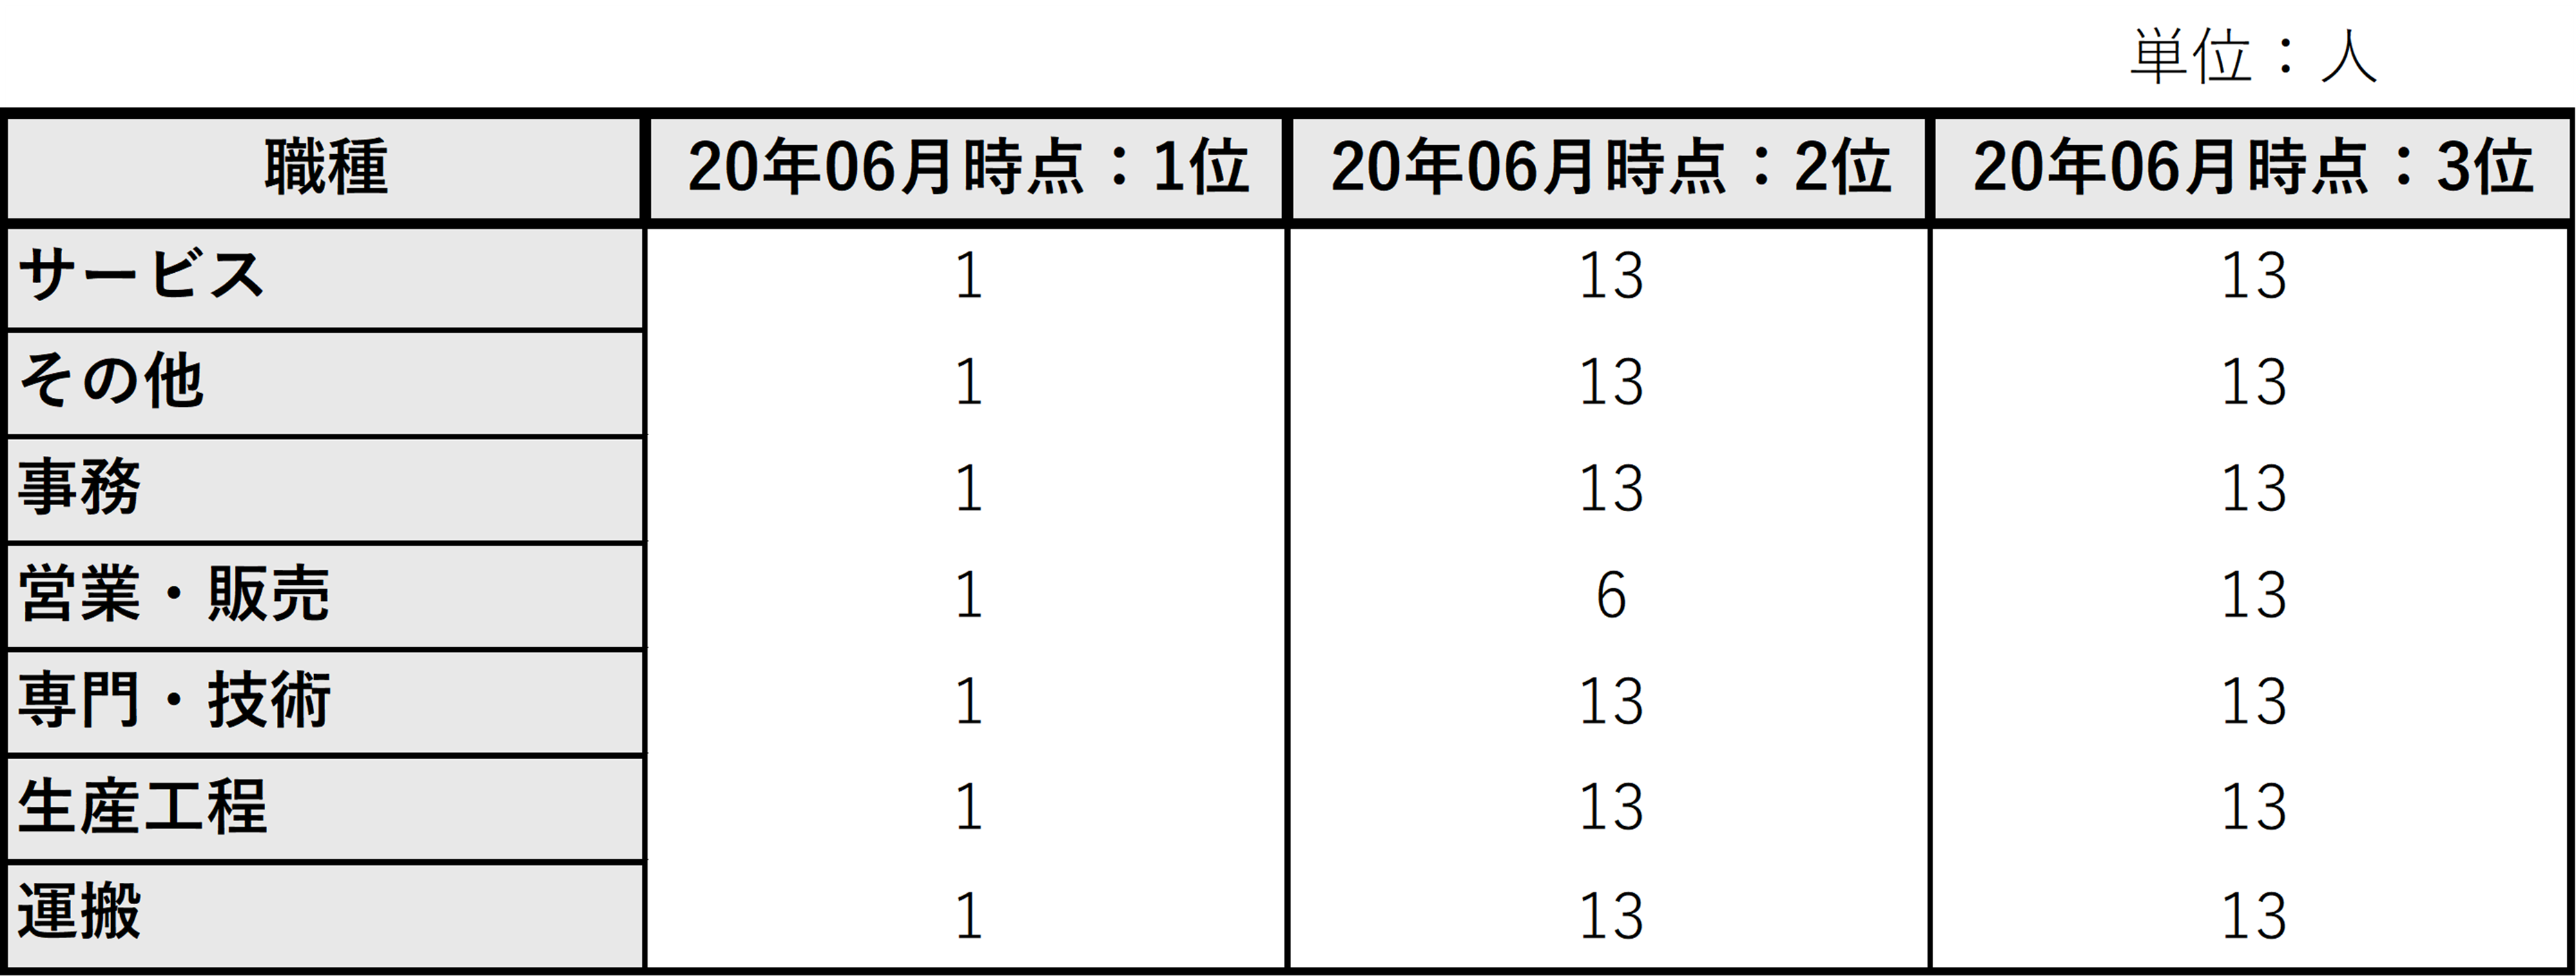 単位：人
職種 20年06月時点：1位 20年06月時点：2位 20年06月時点：3位
サービス 1 13 13
その他 1 13 13
事務 1 13 13
営業・販売 1 6 13
専門・技術 1 13 13
生産工程 1 13 13
運搬 1 13 13